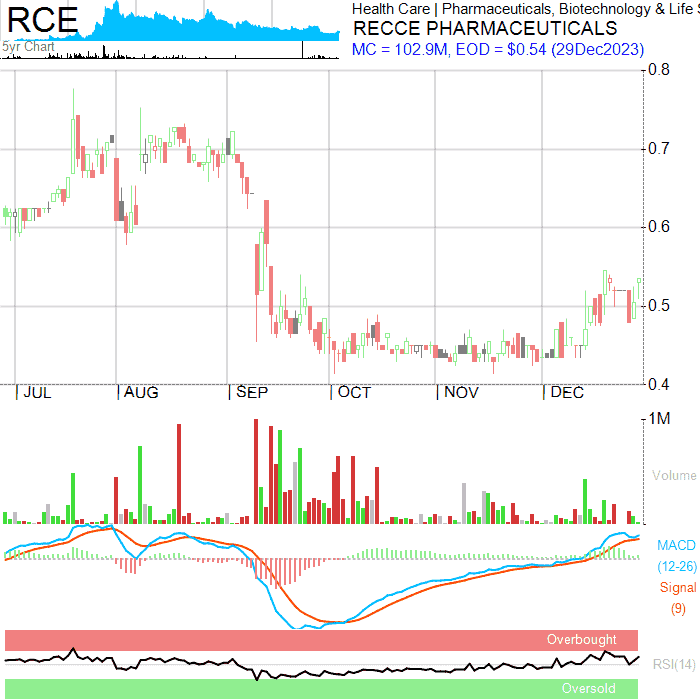 RCE
5yr Chart
Health Care | Pharmaceuticals, Biotechnology & Life
RECCE PHARMACEUTICALS
MC = 102.9M, EOD = $0.54 (29Dec2023)
0.8
0.7
0.6
0.5
0.4
JUL
AUG
SEP
OCT
NOV
DEC
1M
Volume
MACD
(12-26)
Signal
(9)
Overbought
RSI(14)
Oversold